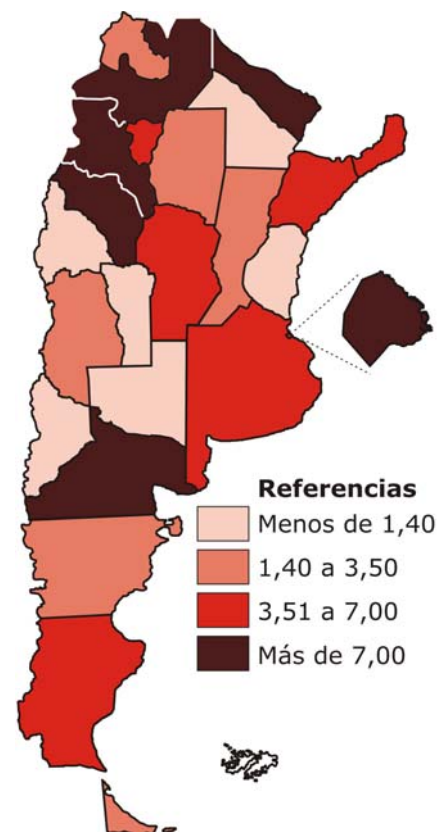 Referencias
Menos de 1,40
1,40 a 3,50
3,51 a 7,00
Más de 7,00